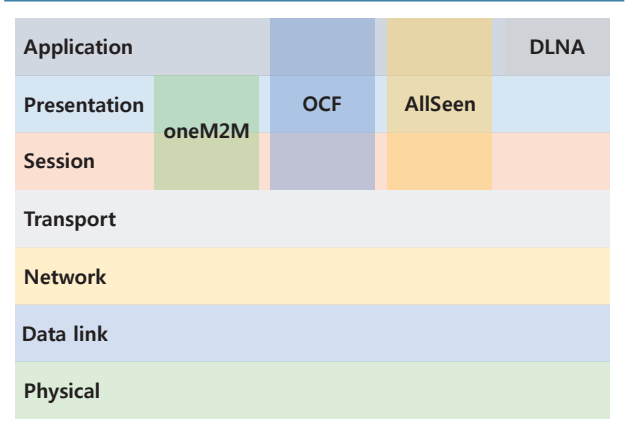 Application
DLNA
Presentation
OCF
AllSeen
oneM2M
Session
Transport
Network
Data link
Physical